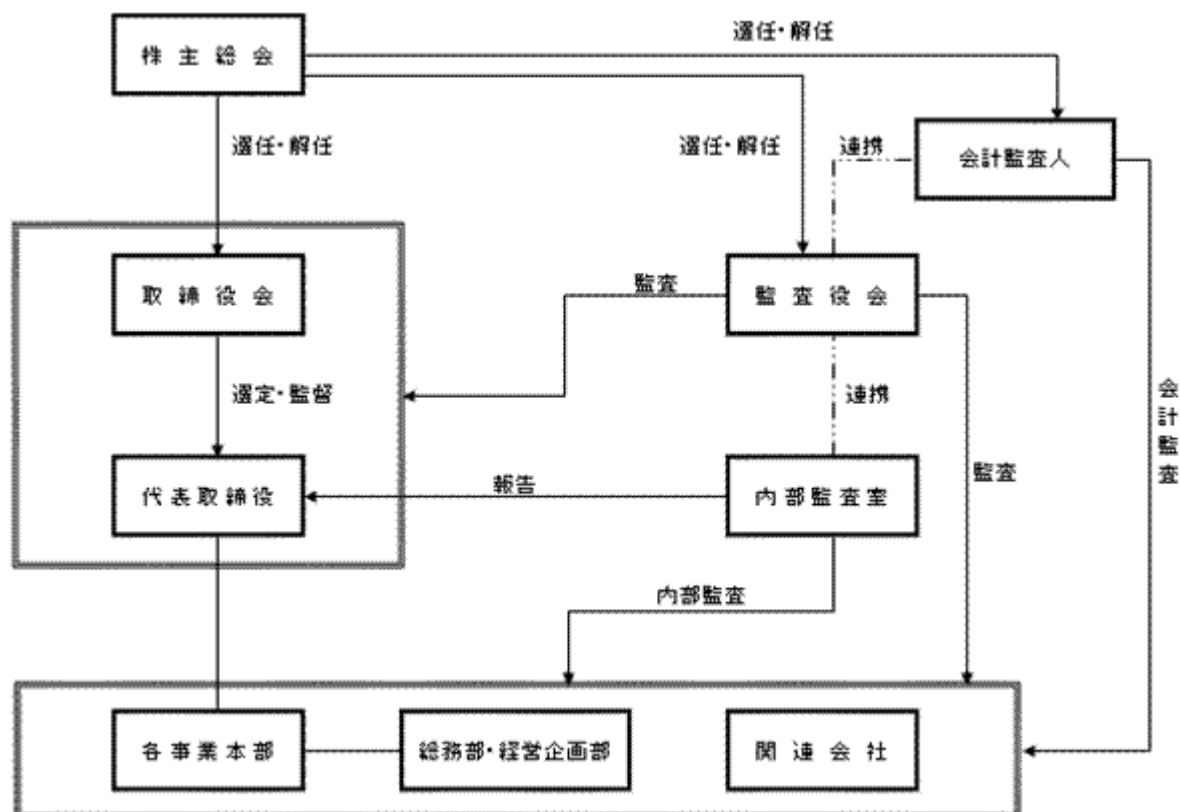 選任・解任
株主総会
選任・解任
選任・解任
連携
会計監査人
取締役会
監査
監査役会
選定・監督
連携
会計監査
代表取締役
報告
内部監査室
監査
内部監査
各事業本部
総務部・経営企画部
関連会社